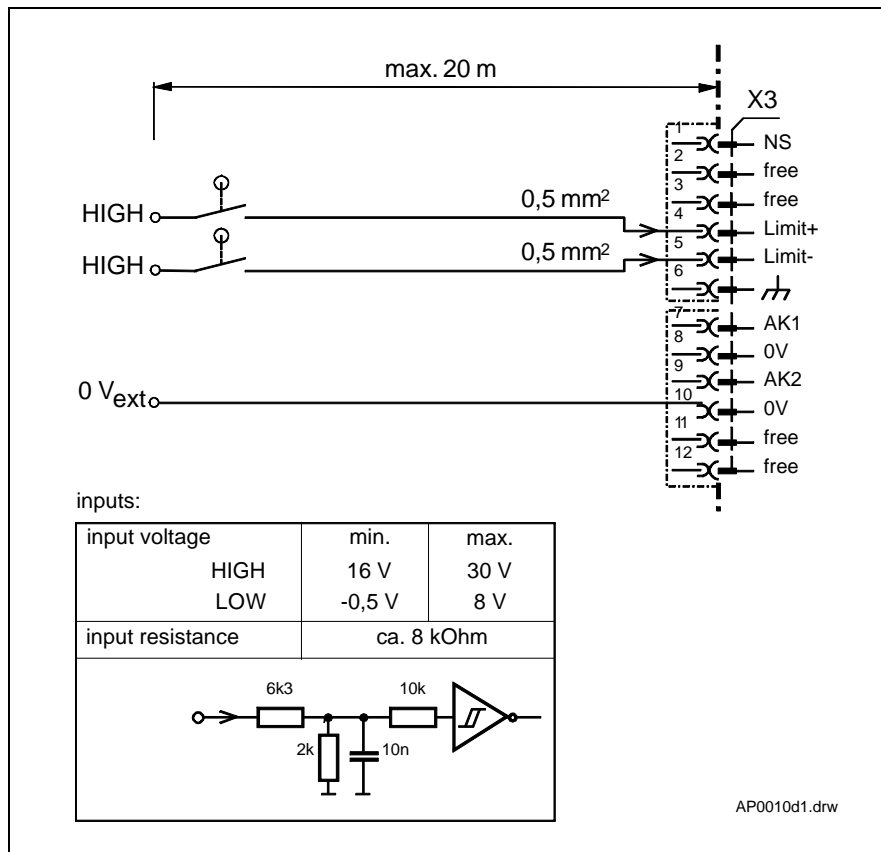 max. 20 m
X3
1 NS
2 free
3 free
HIGH 0,5 mm² 4 Limit+
HIGH 0,5 mm² 5 Limit-
6
7 AK1
8 0V
9 AK2
0 Vext 10 0V
11 free
12 free
inputs:
input voltage min. max.
HIGH 16 V 30 V
LOW -0,5 V 8 V
input resistance ca. 8 kOhm
6k3 10k
2k 10n
AP0010d1.drw